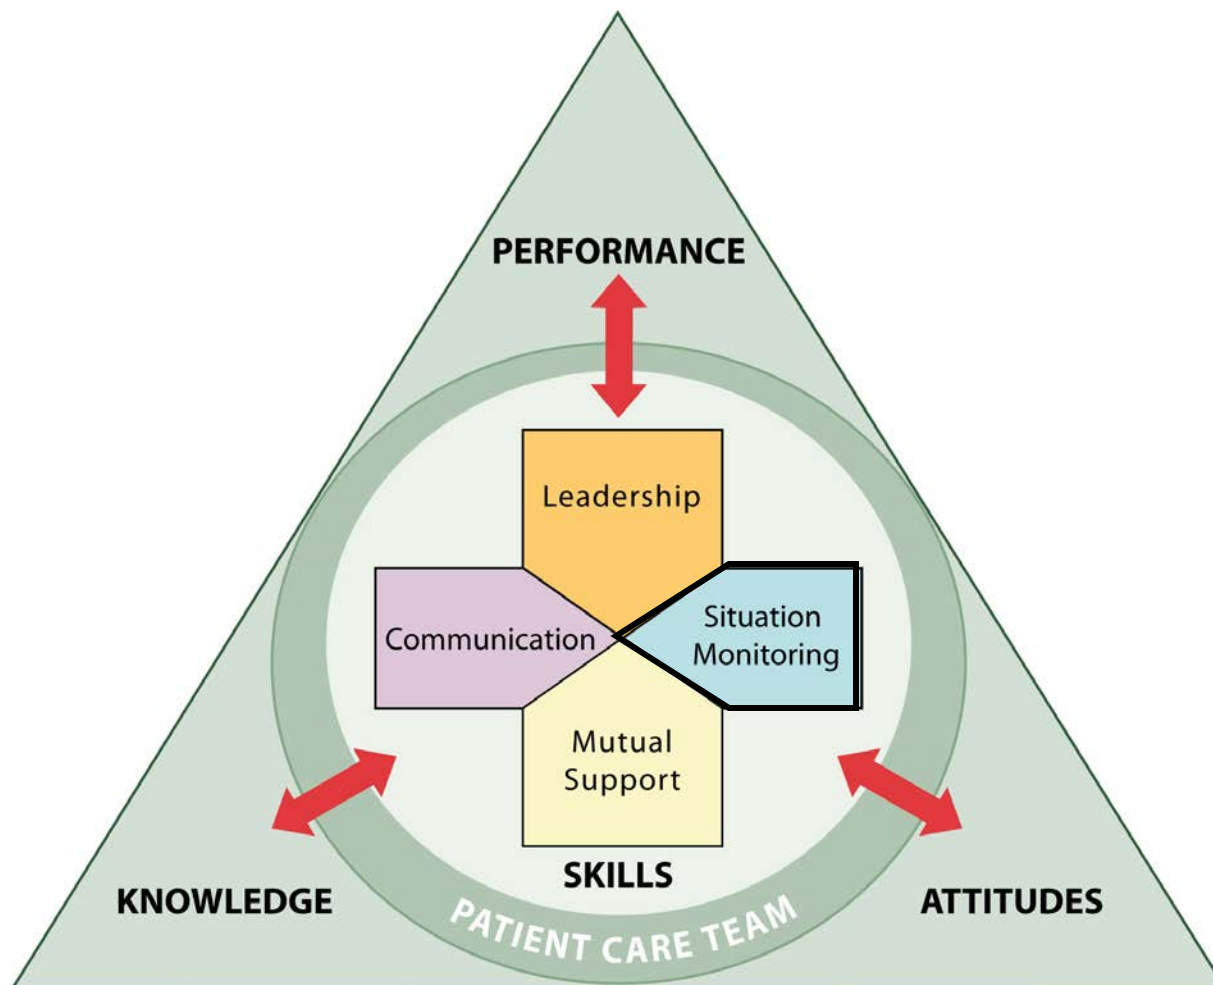 PERFORMANCE
Leadership
Communication
Situation
Monitoring
Mutual
Support
SKILLS
KNOWLEDGE
ATTITUDES
PATIENT CARE TEAM